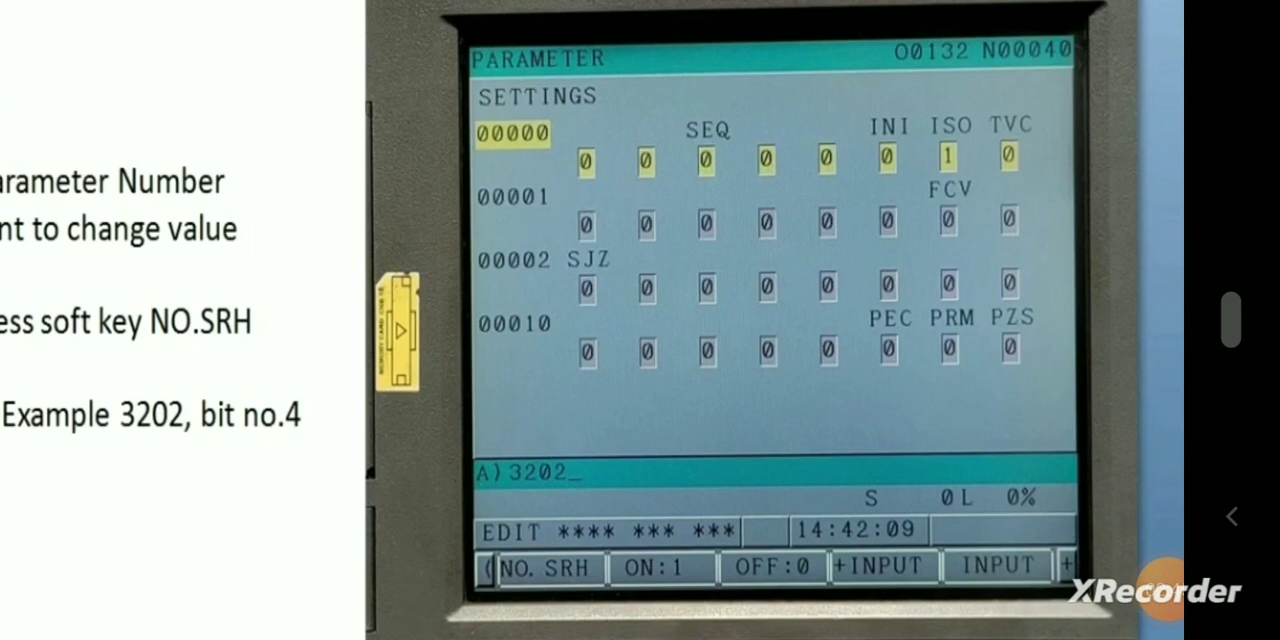 arameter Number
nt to change value
ess soft key NO.SRH
Example 3202, bit no.4
PARAMETER O0132 N00040
SETTINGS
SEQ INI ISO TVC
00000 0 0 0 0 0 0 1 0
FCV
00001 0 0 0 0 0 0 0 0
00002 SJZ
0 0 0 0 0 0 0 0
00010 PEC PRM PZS
0 0 0 0 0 0 0 0
A)3202_
S 0 L 0%
EDIT **** *** *** 14:42:09
(NO. SRH ON:1 OFF:0 +INPUT INPUT +
XRecorder